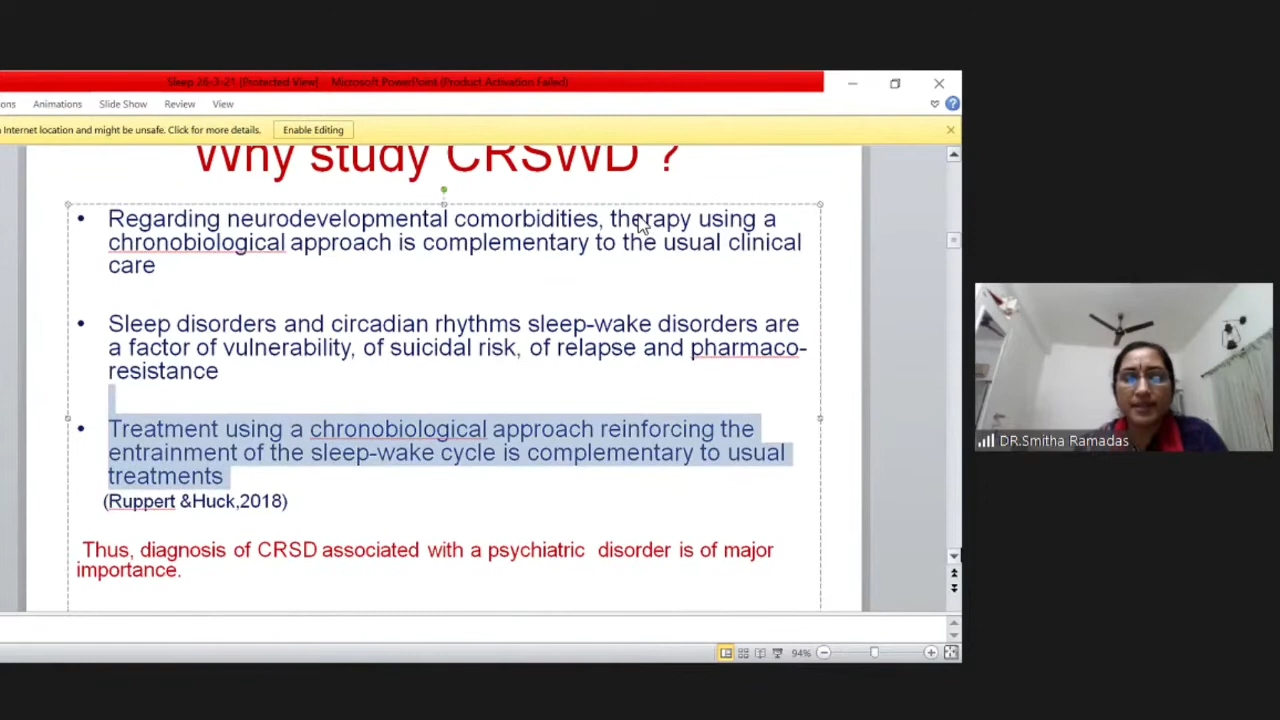 Sleep 26-3-21 [Protected View] - Microsoft PowerPoint (Product Activation Failed)
ons Animations Slide Show Review View
n Internet location and might be unsafe. Click for more details. Enable Editing
Why study CRSWD ?
• Regarding neurodevelopmental comorbidities, therapy using a
chronobiological approach is complementary to the usual clinical
care
• Sleep disorders and circadian rhythms sleep-wake disorders are
a factor of vulnerability, of suicidal risk, of relapse and pharmaco-
resistance
• Treatment using a chronobiological approach reinforcing the
entrainment of the sleep-wake cycle is complementary to usual
treatments
(Ruppert &Huck,2018)
Thus, diagnosis of CRSD associated with a psychiatric disorder is of major
importance.
DR.Smitha Ramadas
94%